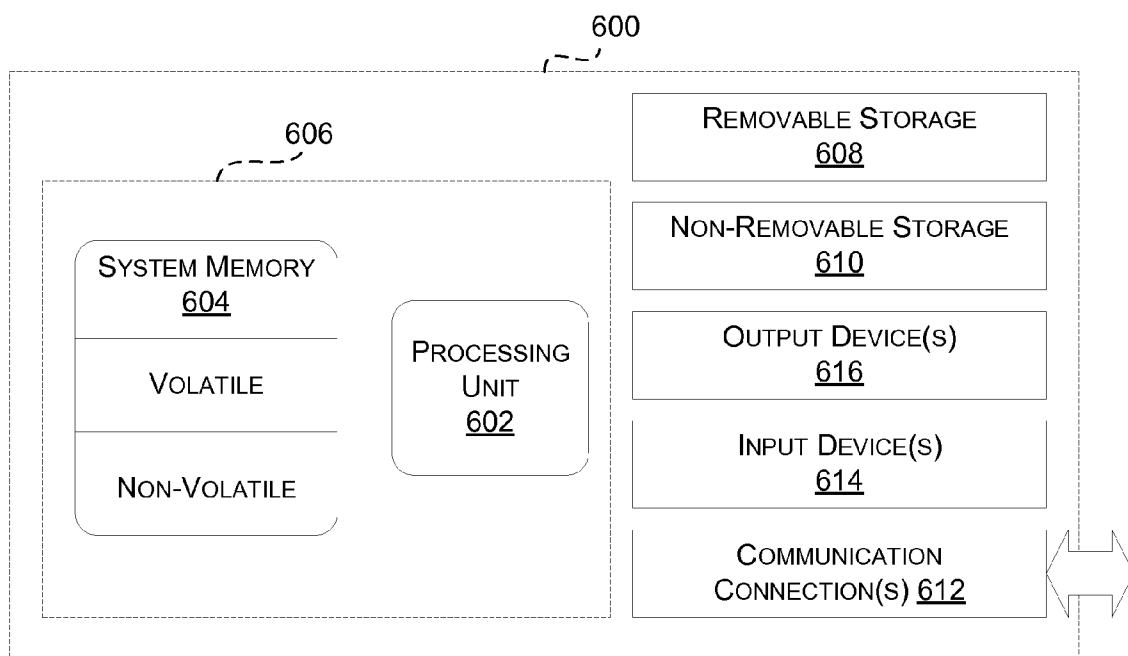 600
606
REMOVABLE STORAGE
608
NON-REMOVABLE STORAGE
610
SYSTEM MEMORY
604
VOLATILE
NON-VOLATILE
PROCESSING
UNIT
602
OUTPUT DEVICE(S)
616
INPUT DEVICE(S)
614
COMMUNICATION
CONNECTION(S) 612